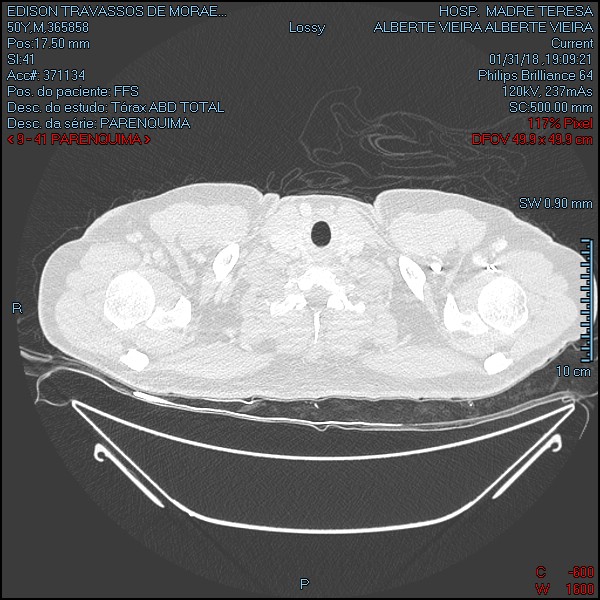 EDISON TRAVASSOS DE MORAE...
50Y,M,365858
Pos:17.50 mm
Sl:41
Acc#: 371134
Pos. do paciente: FFS
Desc. do estudo: Tórax ABD TOTAL
Desc. da série: PARENQUIMA
< 9 - 41 PARENQUIMA >
Lossy
HOSP. MADRE TERESA
ALBERTE VIEIRA ALBERTE VIEIRA
Current
01/31/18 ,19:09:21
Philips Brilliance 64
120kV, 237mAs
SC:500.00 mm
117% Pixel
DFOV 49.9 x 49.9 cm
SW 0.90 mm
R
10 cm
P
C -600
W 1600